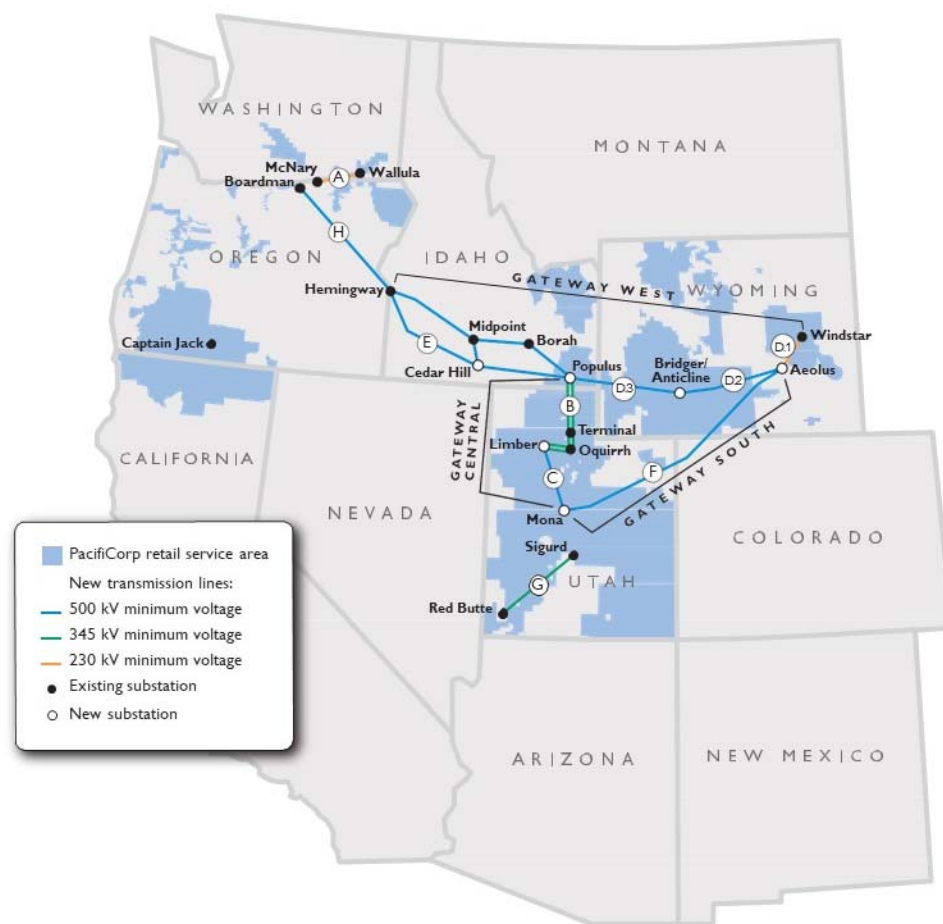 WASHINGTON
MONTANA
McNary
A
Wallula
Boardman
H
OREGON
IDAHO
GATEWAY WEST
WYOMING
Hemingway
Windstar
D1
Captain Jack
E
Midpoint
Borah
Cedar Hill
Populus
D3
Bridger/
Anticline
D2
Aeolus
B
GATEWAY
CENTRAL
Terminal
Limber
Oquirrh
CALIFORNIA
C
F
GATEWAY SOUTH
NEVADA
Mona
COLORADO
Sigurd
G
UTAH
Red Butte
PacifiCorp retail service area
New transmission lines:
500 kV minimum voltage
345 kV minimum voltage
230 kV minimum voltage
Existing substation
New substation
ARIZONA
NEW MEXICO